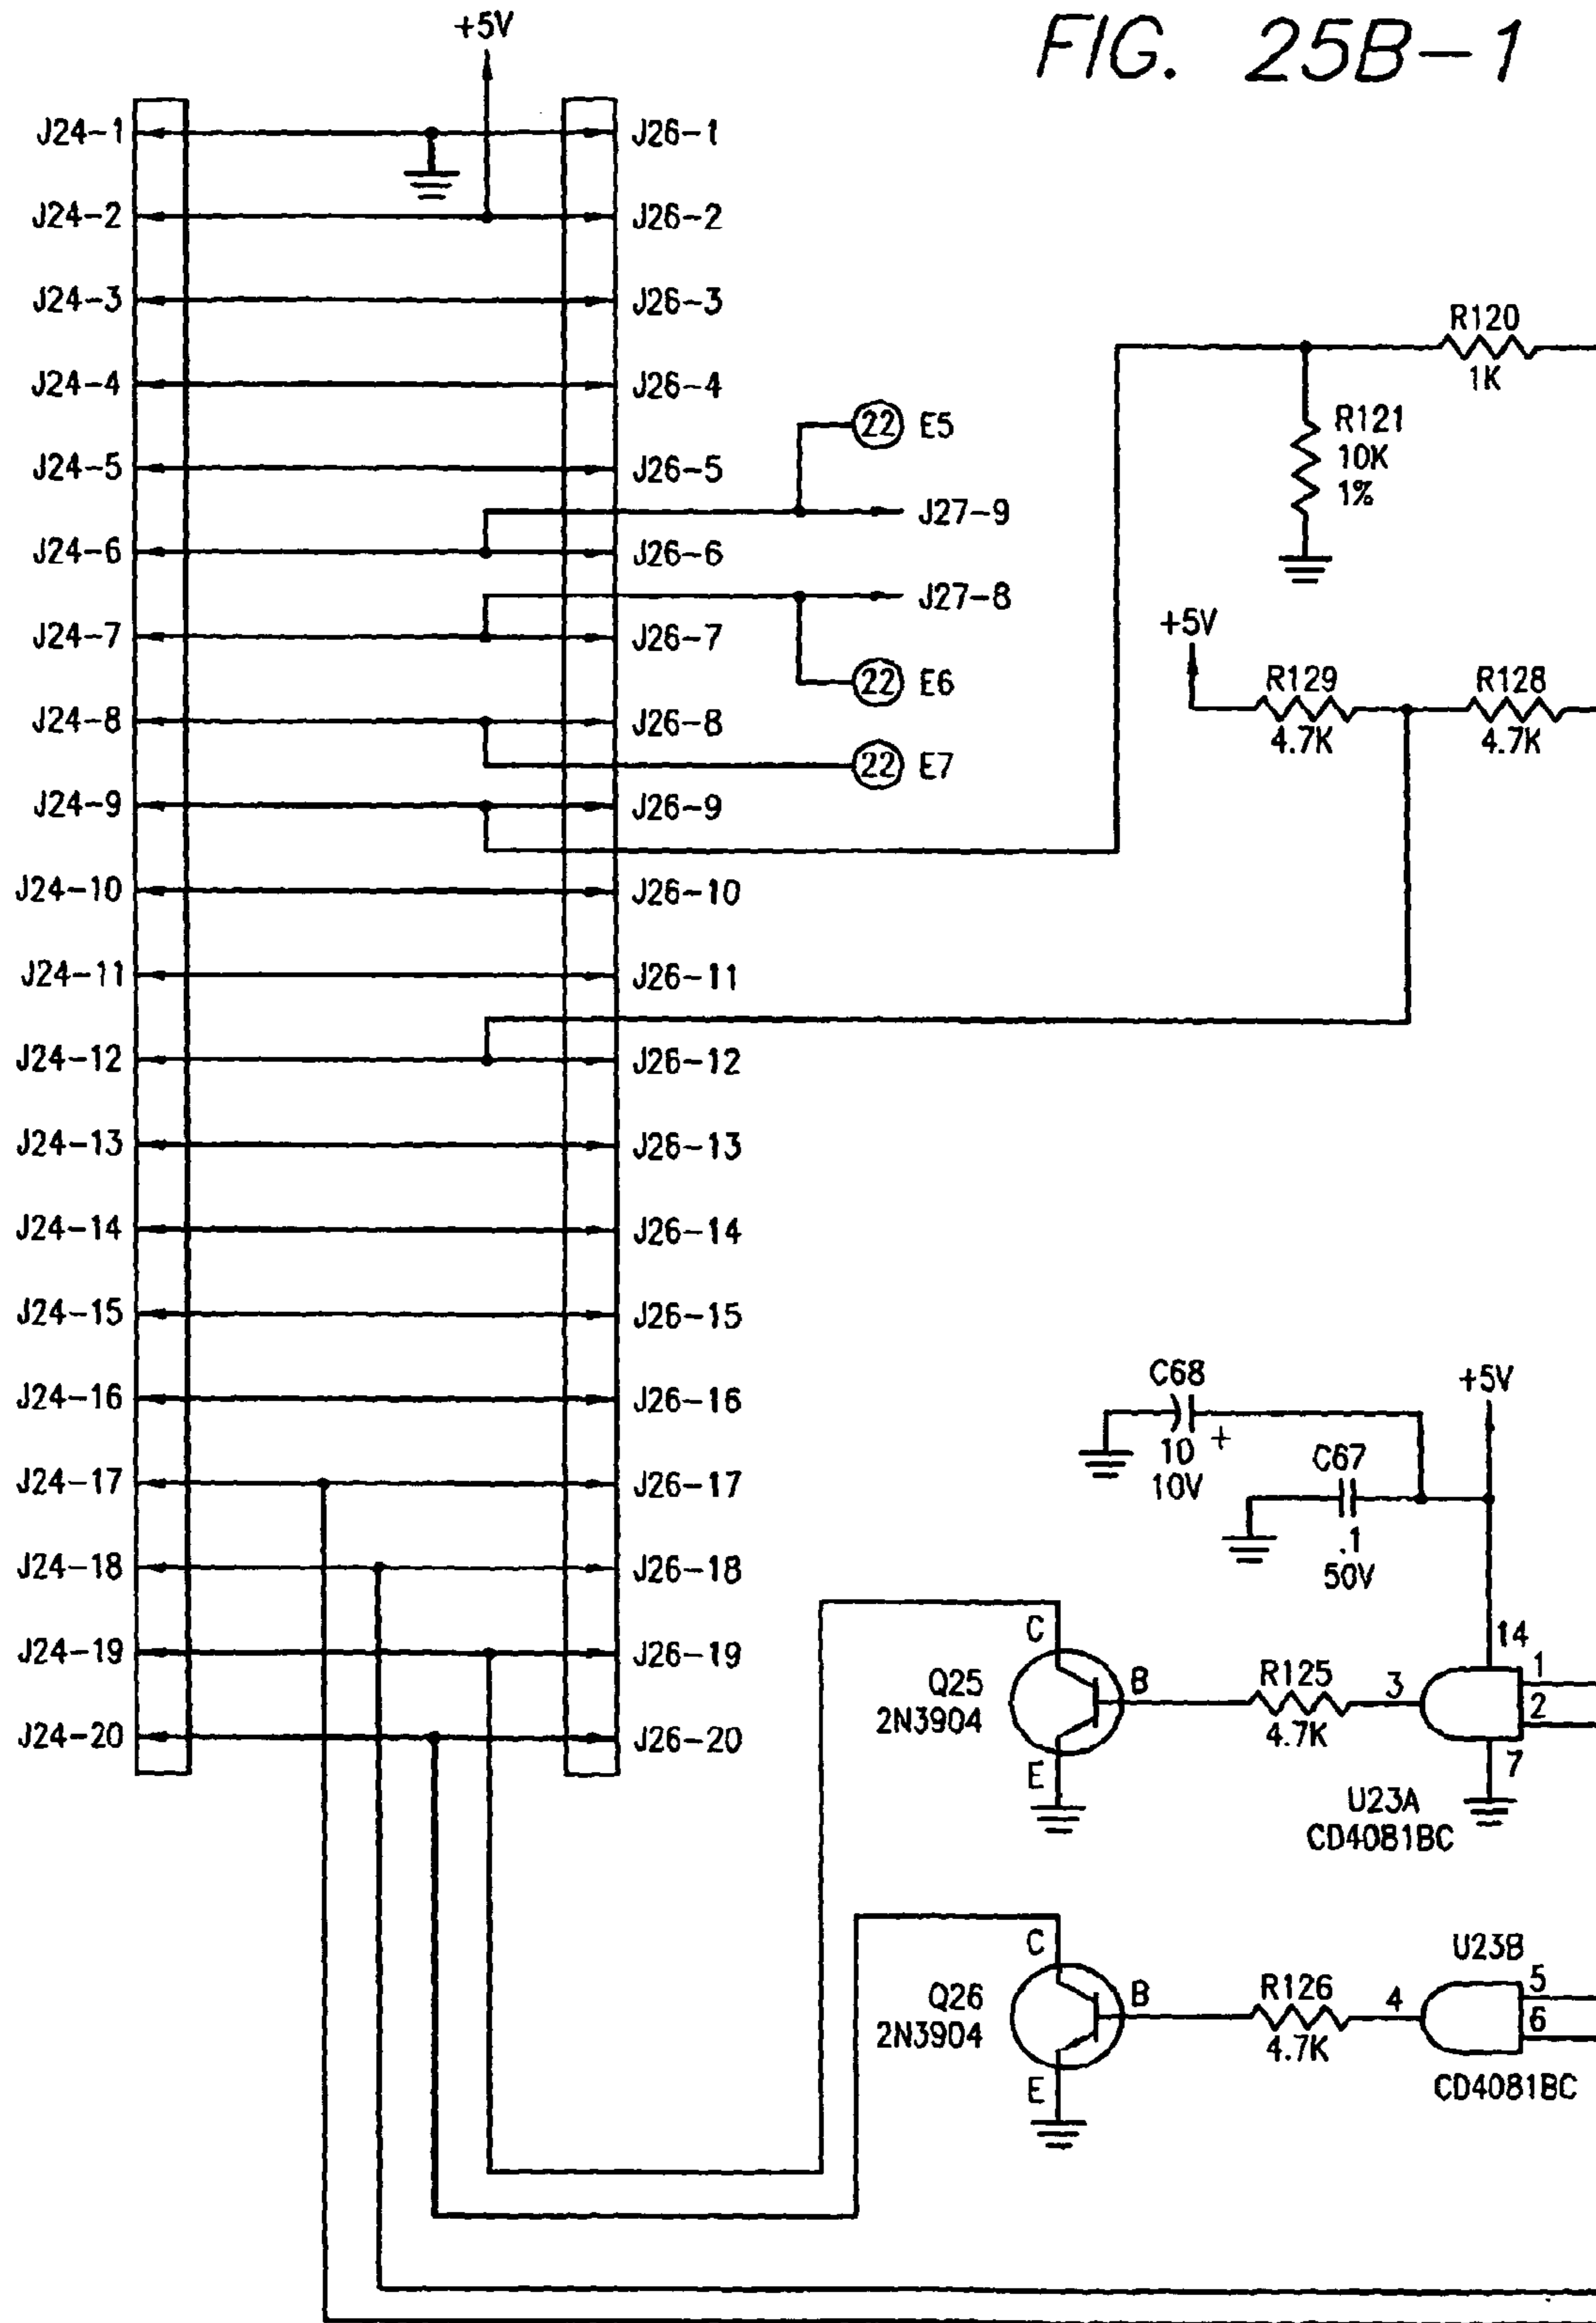 FIG. 25B-1
+5V
J24-1
J26-1
J24-2
J26-2
J24-3
J26-3
J24-4
J26-4
J24-5
J26-5
J24-6
J26-6
J24-7
J26-7
J24-8
J26-8
J24-9
J26-9
J24-10
J26-10
J24-11
J26-11
J24-12
J26-12
J24-13
J26-13
J24-14
J26-14
J24-15
J26-15
J24-16
J26-16
J24-17
J26-17
J24-18
J26-18
J24-19
J26-19
J24-20
J26-20
22 E5
J27-9
J27-8
22 E6
22 E7
R120
1K
R121
10K
1%
+5V
R129
4.7K
R128
4.7K
C68
10 +
10V
C67
.1
50V
+5V
14
C
Q25
2N3904
B
E
R125
4.7K
3
1
2
7
U23A
CD4081BC
C
Q26
2N3904
B
E
R126
4.7K
4
U23B
5
6
CD4081BC